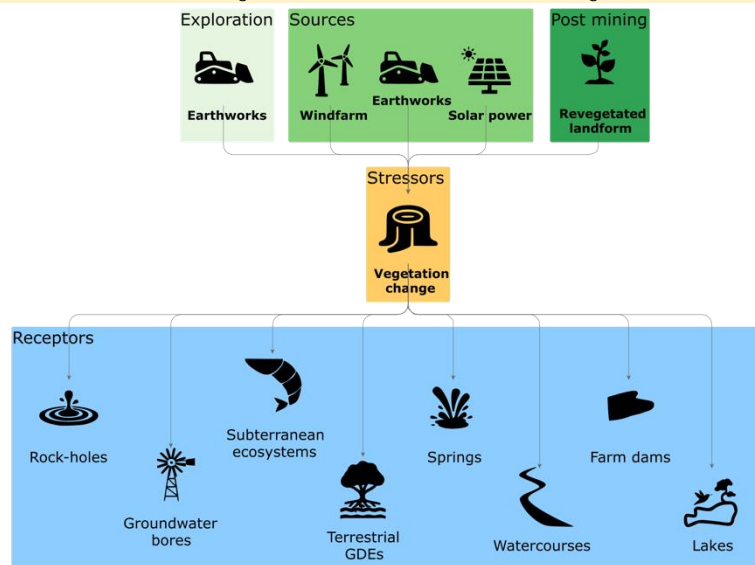 Exploration
Sources
Post mining
Earthworks
Windfarm
Earthworks
Solar power
Revegetated
landform
Stressors
Vegetation
change
Receptors
Rock-holes
Groundwater
bores
Subterranean
ecosystems
Terrestrial
GDEs
Springs
Watercourses
Farm dams
Lakes